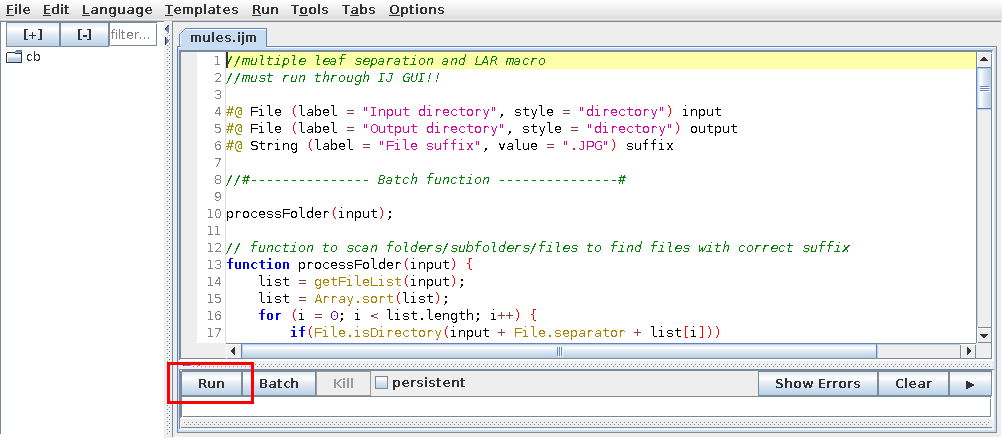 File Edit Language Templates Run Tools Tabs Options
[+] [-] filter...
cb
mules.ijm
1 //multiple leaf separation and LAR macro
2 //must run through IJ GUI!!
3
4 #@ File (label = "Input directory", style = "directory") input
5 #@ File (label = "Output directory", style = "directory") output
6 #@ String (label = "File suffix", value = ".JPG") suffix
7
8 //#--------------- Batch function ---------------#
9
10 processFolder(input);
11
12 // function to scan folders/subfolders/files to find files with correct suffix
13 function processFolder(input) {
14 list = getFileList(input);
15 list = Array.sort(list);
16 for (i = 0; i < list.length; i++) {
17 if(File.isDirectory(input + File.separator + list[i]))
Run Batch Kill persistent Show Errors Clear